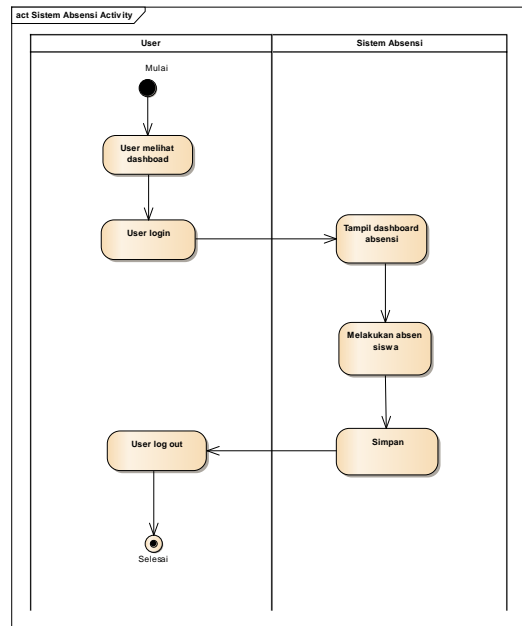 act Sistem Absensi Activity
User
Sistem Absensi
Mulai
User melihat
dashboad
User login
Tampil dashboard
absensi
Melakukan absen
siswa
User log out
Simpan
Selesai